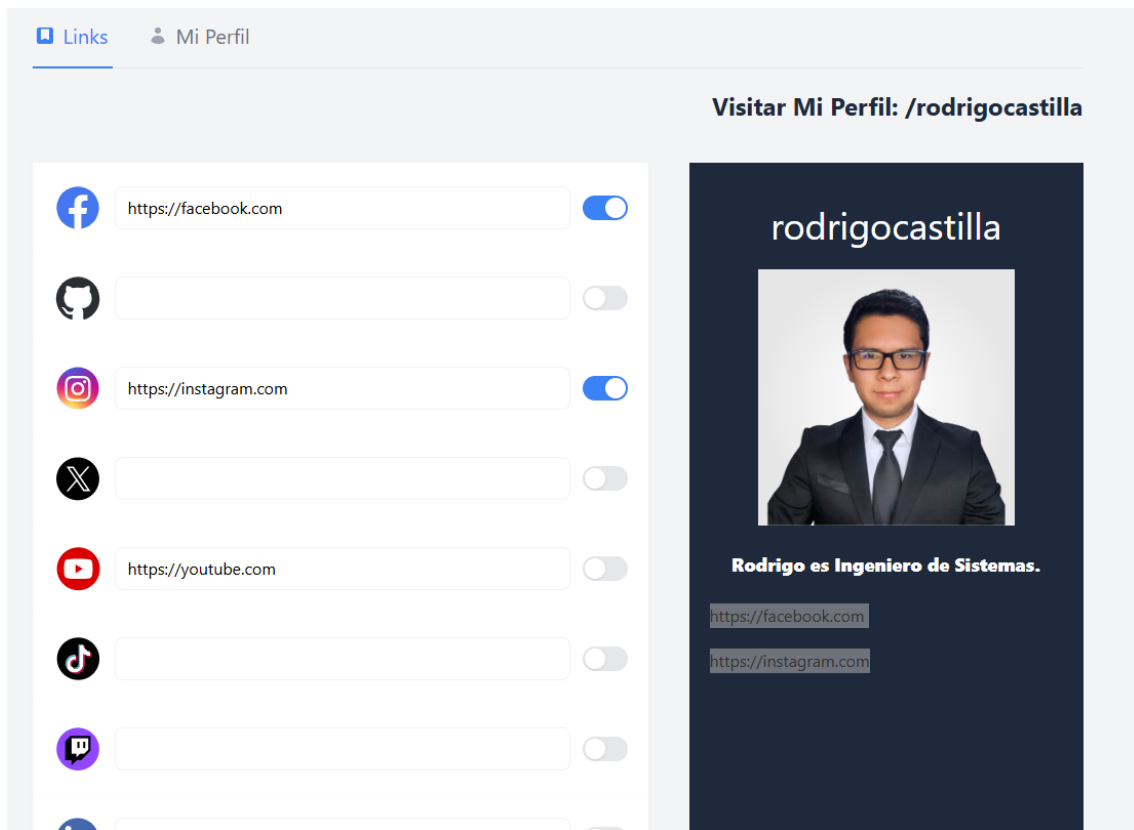 Links
Mi Perfil
Visitar Mi Perfil: /rodrigocastilla
https://facebook.com
https://instagram.com
https://youtube.com
rodrigocastilla
Rodrigo es Ingeniero de Sistemas.
https://facebook.com
https://instagram.com